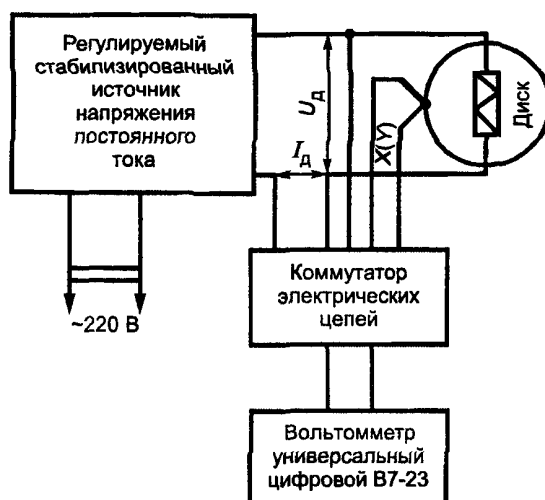 Регулируемый
стабилизированный
источник
напряжения
постоянного
тока
U_д
I_д
X(Y)
Диск
~220 В
Коммутатор
электрических
цепей
Вольтомметр
универсальный
цифровой В7-23